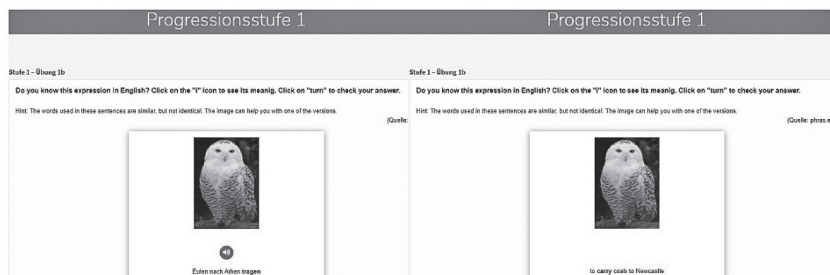 Progressionsstufe 1
Stufe 1 – Übung 1b
Do you know this expression in English? Click on the "i" icon to see its meanig. Click on "turn" to check your answer.
Hint: The words used in these sentences are similar, but not identical. The image can help you with one of the versions.
(Quelle:
Eulen nach Athen tragen
Progressionsstufe 1
Stufe 1 – Übung 1b
Do you know this expression in English? Click on the "i" icon to see its meanig. Click on "turn" to check your answer.
Hint: The words used in these sentences are similar, but not identical. The image can help you with one of the versions.
(Quelle: phras.e
to carry coals to Newcastle